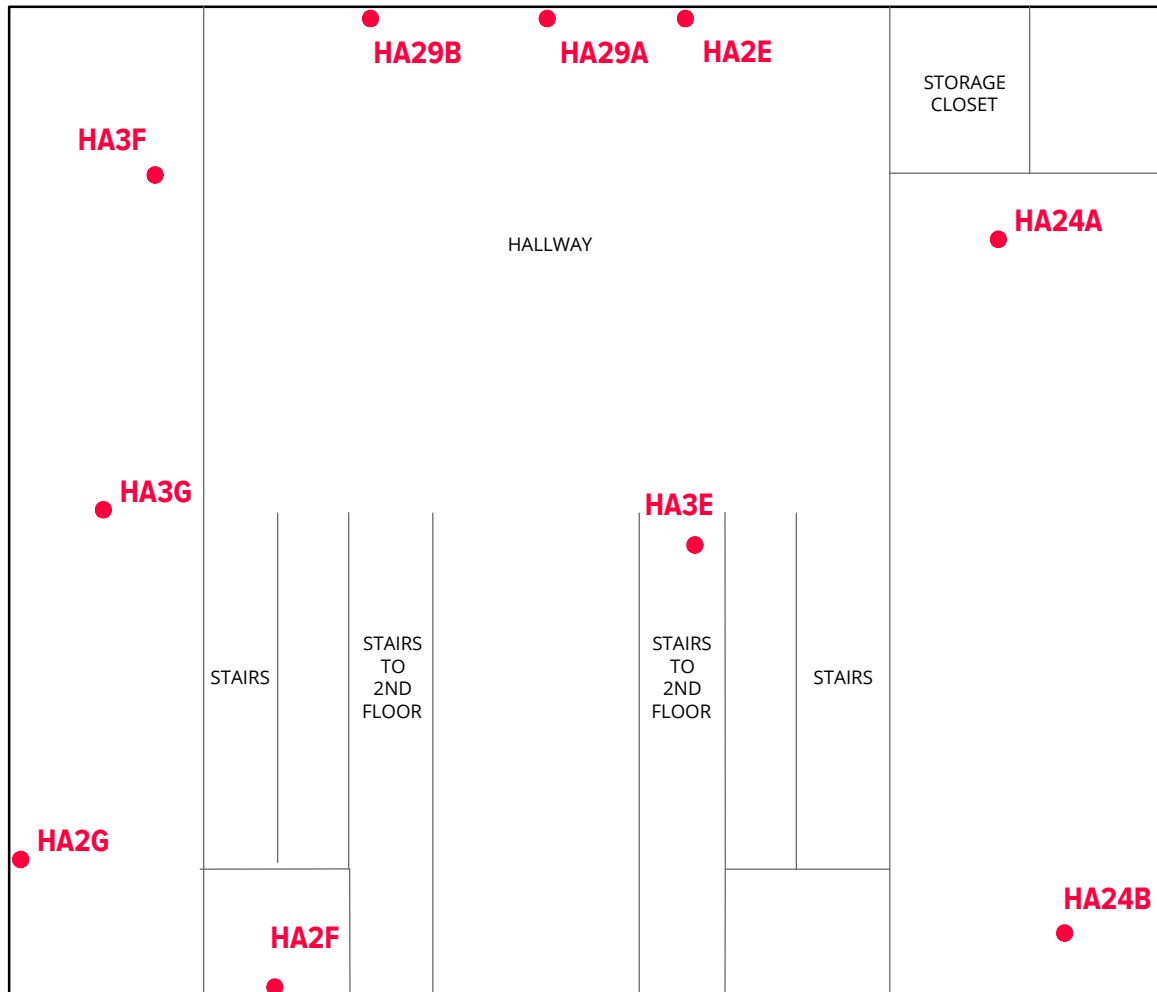 HA29B
HA29A
HA2E
STORAGE
CLOSET
HA3F
HA24A
HALLWAY
HA3G
HA3E
STAIRS
STAIRS
TO
2ND
FLOOR
STAIRS
TO
2ND
FLOOR
STAIRS
HA2G
HA24B
HA2F